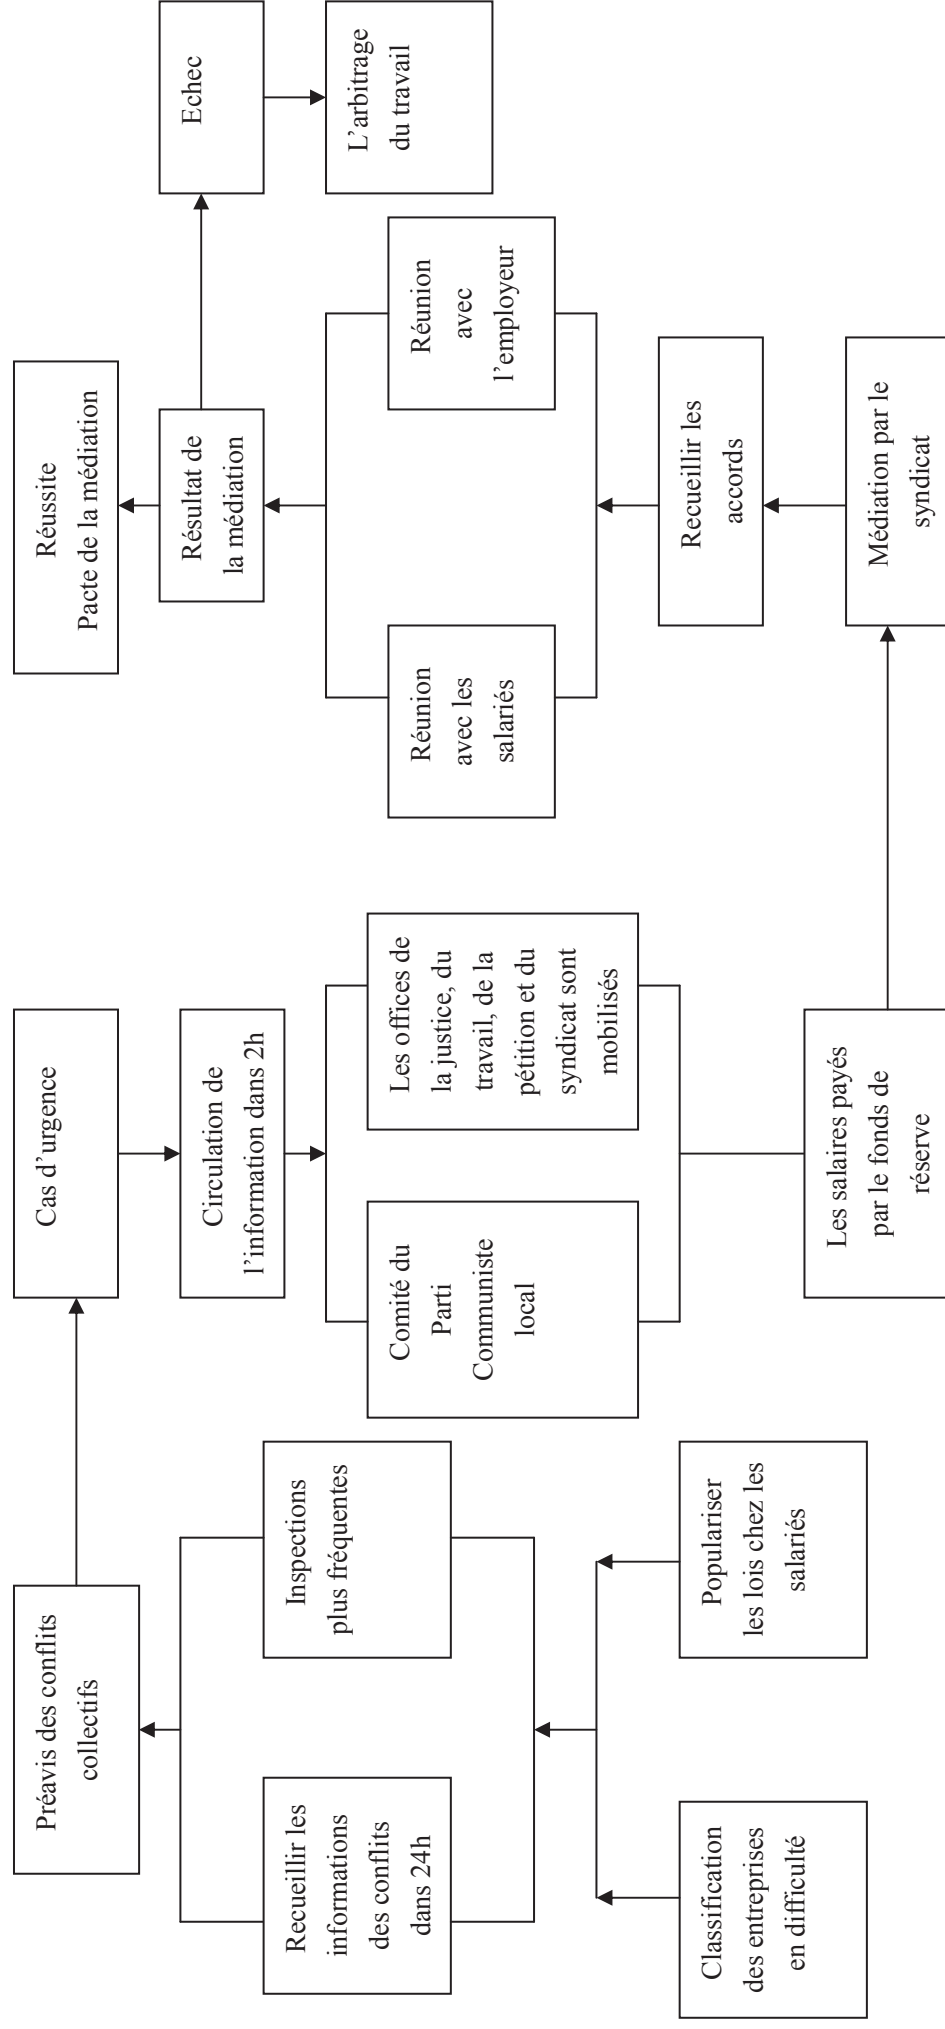 Préavis des conflits
collectifs
Recueillir les
informations
des conflits
dans 24h
Inspections
plus fréquentes
Classification
des entreprises
en difficulté
Populariser
les lois chez les
salariés
Cas d’urgence
Circulation de
l’information dans 2h
Comité du
Parti
Communiste
local
Les offices de
la justice, du
travail, de la
pétition et du
syndicat sont
mobilisés
Les salaires payés
par le fonds de
réserve
Réussite
Pacte de la médiation
Résultat de
la médiation
Echec
L’arbitrage
du travail
Réunion
avec les
salariés
Réunion
avec
l’employeur
Recueillir les
accords
Médiation par le
syndicat